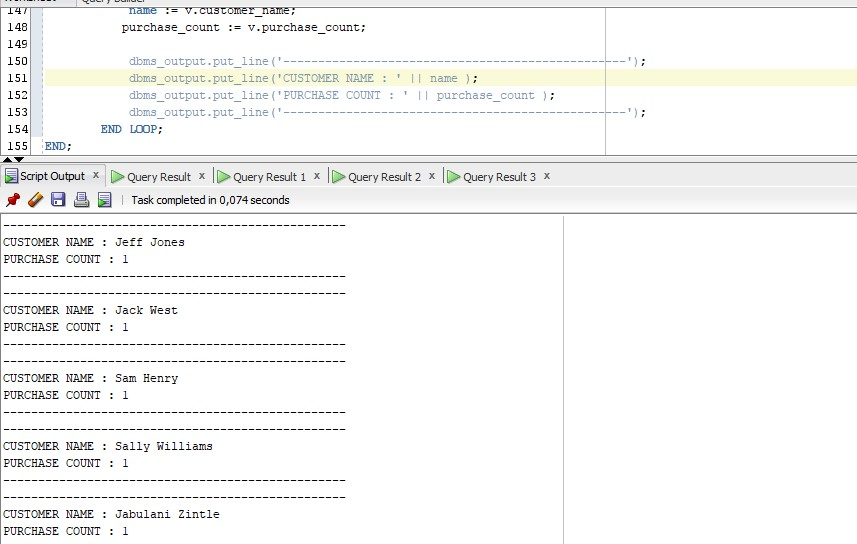 Query Builder
147 name := v.customer_name;
148 purchase_count := v.purchase_count;
149
150 dbms_output.put_line('-------------------------------------------------');
151 dbms_output.put_line('CUSTOMER NAME : ' || name );
152 dbms_output.put_line('PURCHASE COUNT : ' || purchase_count );
153 dbms_output.put_line('-------------------------------------------------');
154 END LOOP;
155 END;
Script Output x Query Result x Query Result 1 x Query Result 2 x Query Result 3 x
Task completed in 0,074 seconds
-------------------------------------------------
CUSTOMER NAME : Jeff Jones
PURCHASE COUNT : 1
-------------------------------------------------
-------------------------------------------------
CUSTOMER NAME : Jack West
PURCHASE COUNT : 1
-------------------------------------------------
-------------------------------------------------
CUSTOMER NAME : Sam Henry
PURCHASE COUNT : 1
-------------------------------------------------
-------------------------------------------------
CUSTOMER NAME : Sally Williams
PURCHASE COUNT : 1
-------------------------------------------------
-------------------------------------------------
CUSTOMER NAME : Jabulani Zintle
PURCHASE COUNT : 1